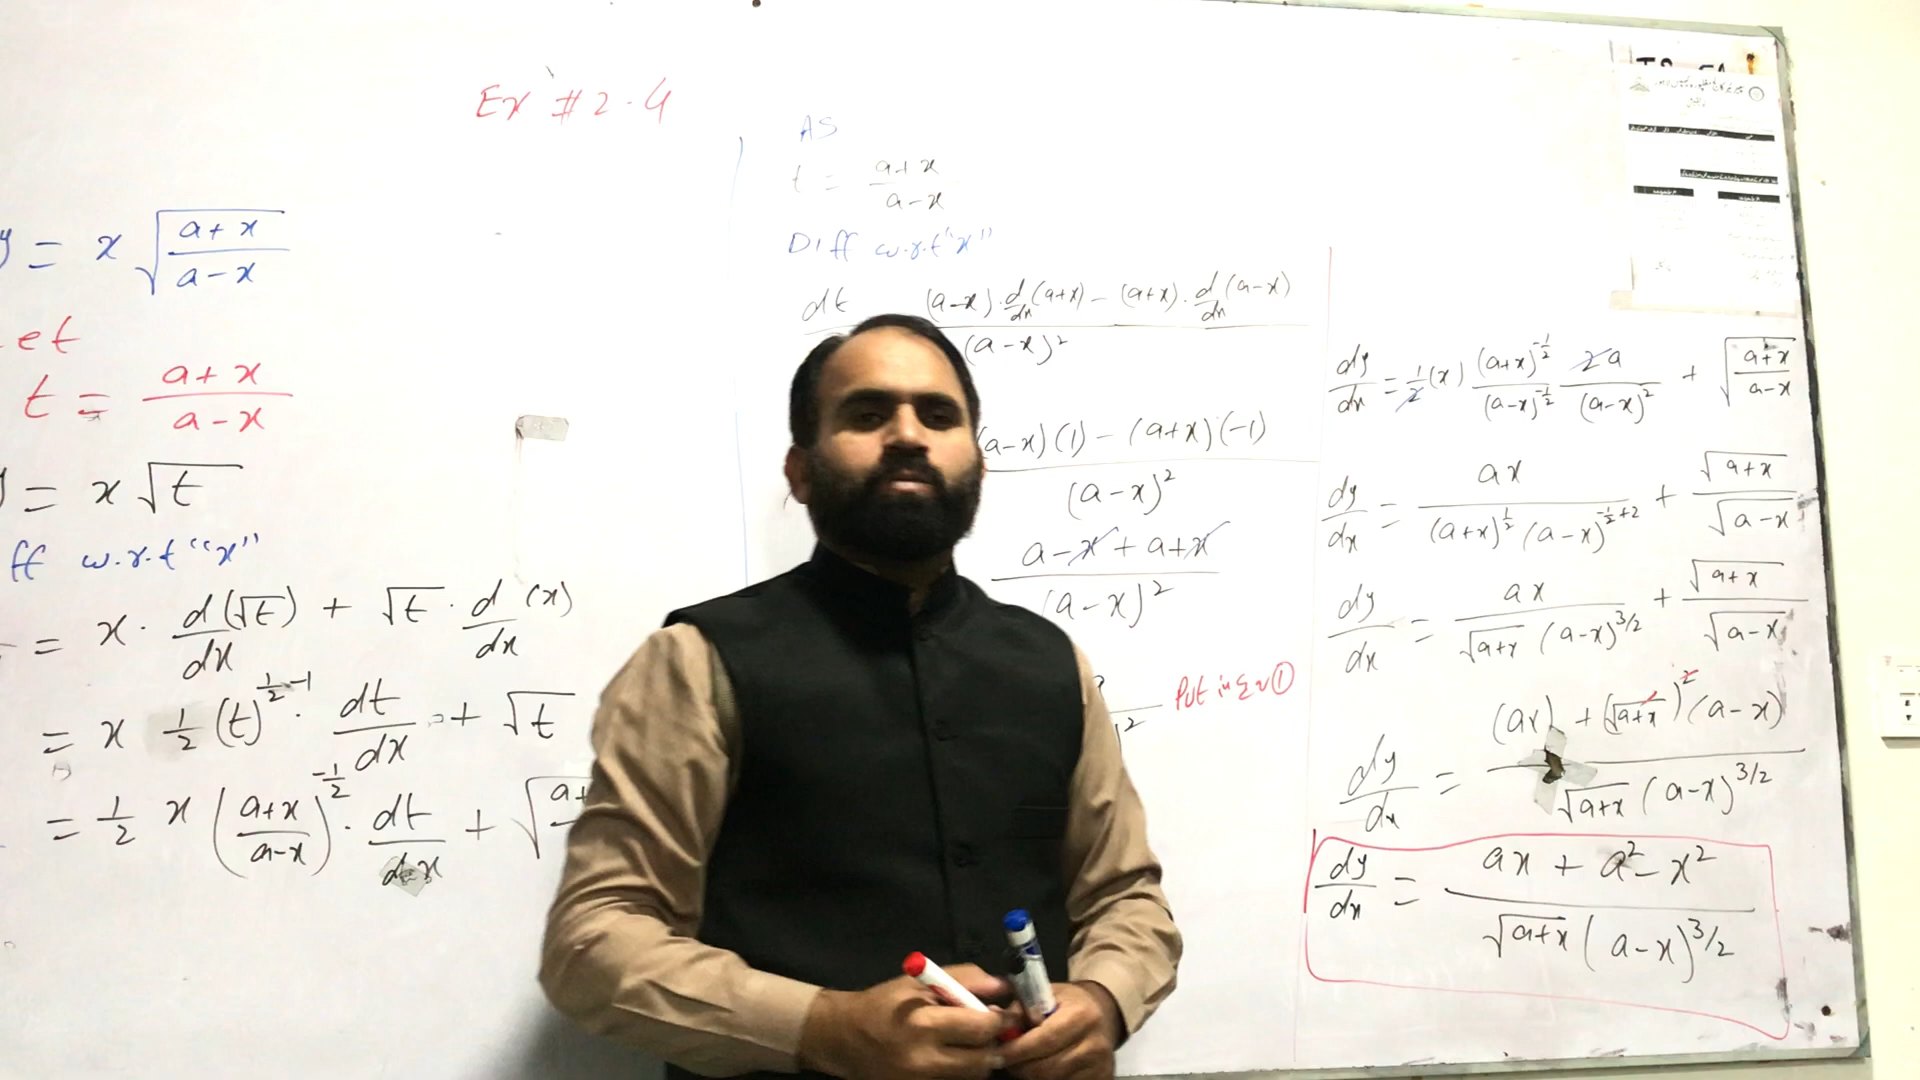 Ex # 2.4
y = x √((a+x)/(a-x))
et
t = (a+x)/(a-x)
= x √t
ff w.r.t "x"
= x · d(√t)/dx + √t · d/dx (x)
= x 1/2 (t)^(1/2 -1) · dt/dx + √t
= 1/2 x ((a+x)/(a-x))^(-1/2) · dt/dx + √(a+
AS
t = (a+x)/(a-x)
Diff w.r.t "x"
dt (a-x) · d/dx (a+x) - (a+x) · d/dx (a-x) / (a-x)²
(a-x)(1) - (a+x)(-1) / (a-x)²
a-x + a+x / (a-x)²
Put in Eq ①
dy/dx = 1/2 (x) (a+x)^(-1/2) / (a-x)^(-1/2) 2a / (a-x)² + √((a+x)/(a-x))
dy/dx = ax / ((a+x)^(1/2) (a-x)^(-1/2 +2)) + √(a+x) / √(a-x)
dy/dx = ax / (√(a+x) (a-x)^(3/2)) + √(a+x) / √(a-x)
dy/dx = (ax) + (√(a+x))² (a-x) / (√(a+x) (a-x)^(3/2))
dy/dx = ax + a² - x² / (√(a+x) (a-x)^(3/2))